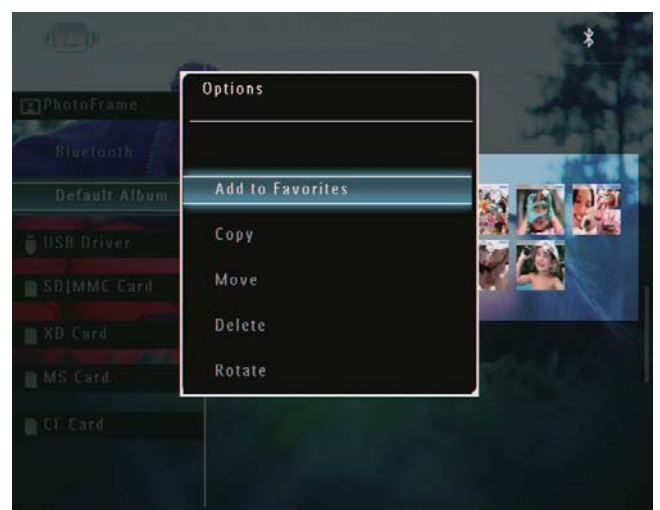 Options
Add to Favorites
Copy
Move
Delete
Rotate
PhotoFrame
Bluetooth
Default Album
USB Driver
SD|MMC Card
XD Card
MS Card
CF Card